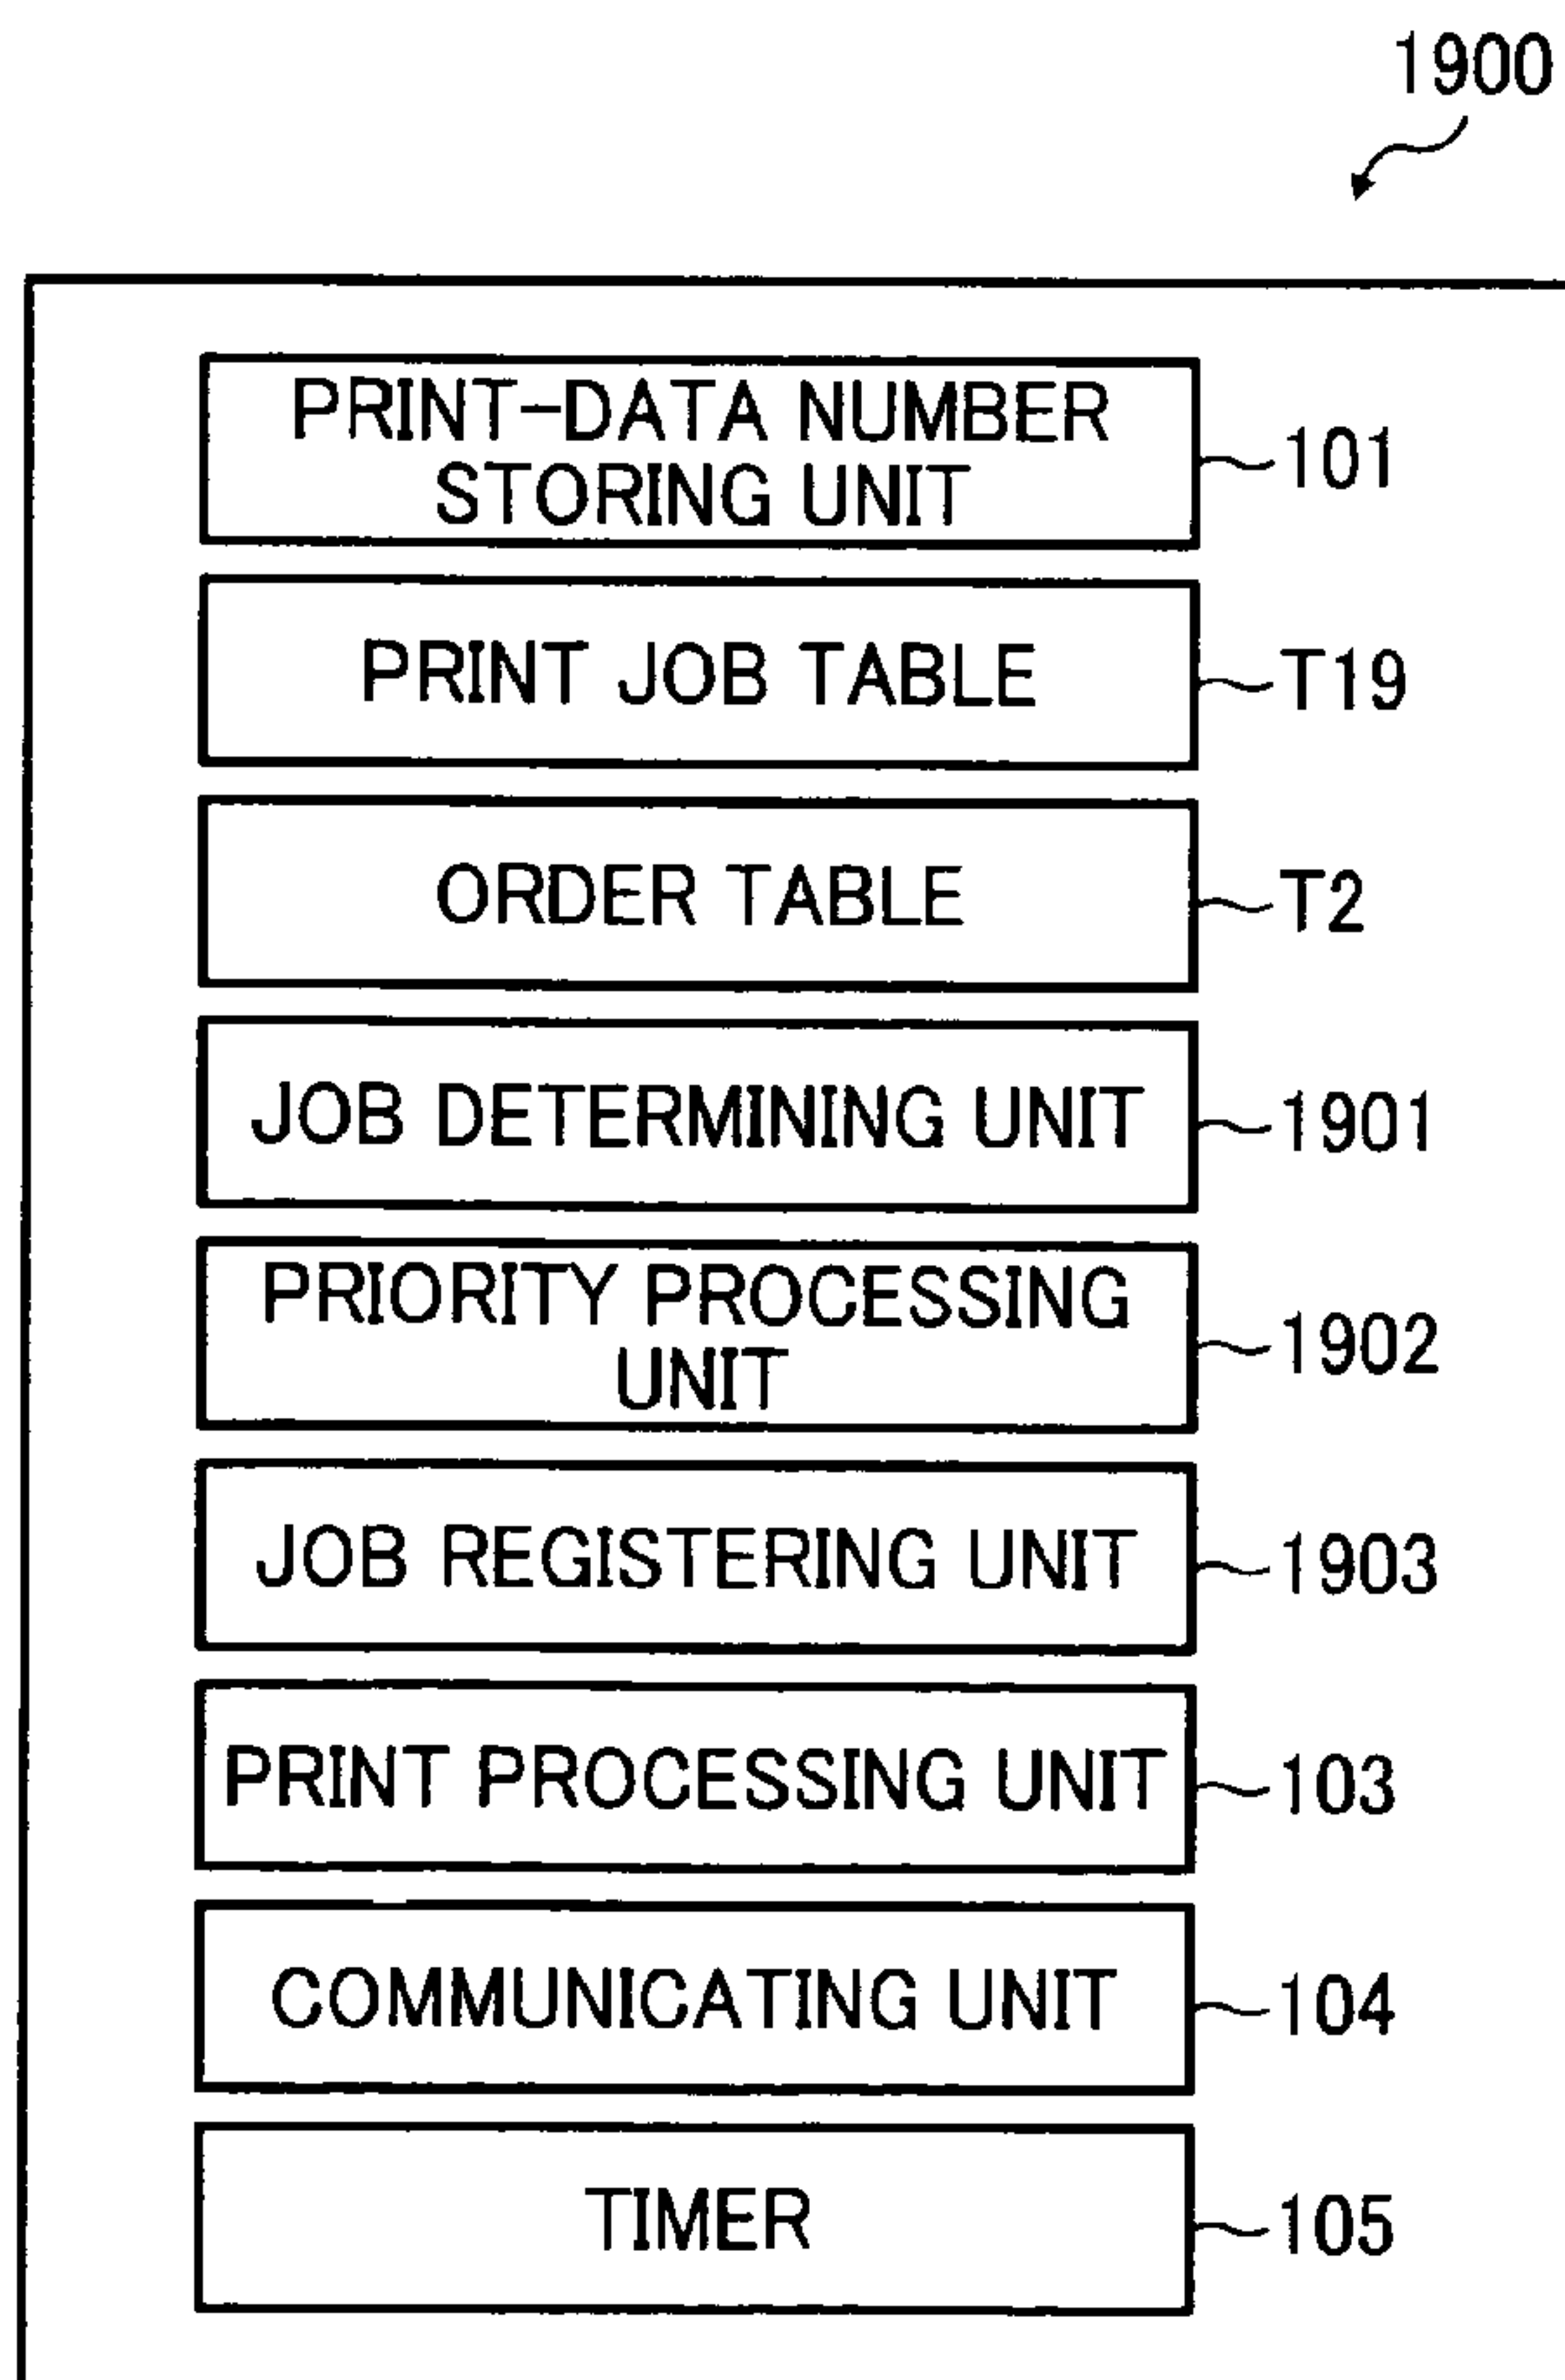 1900
PRINT-DATA NUMBER
STORING UNIT
101
PRINT JOB TABLE
T19
ORDER TABLE
T2
JOB DETERMINING UNIT
1901
PRIORITY PROCESSING
UNIT
1902
JOB REGISTERING UNIT
1903
PRINT PROCESSING UNIT
103
COMMUNICATING UNIT
104
TIMER
105